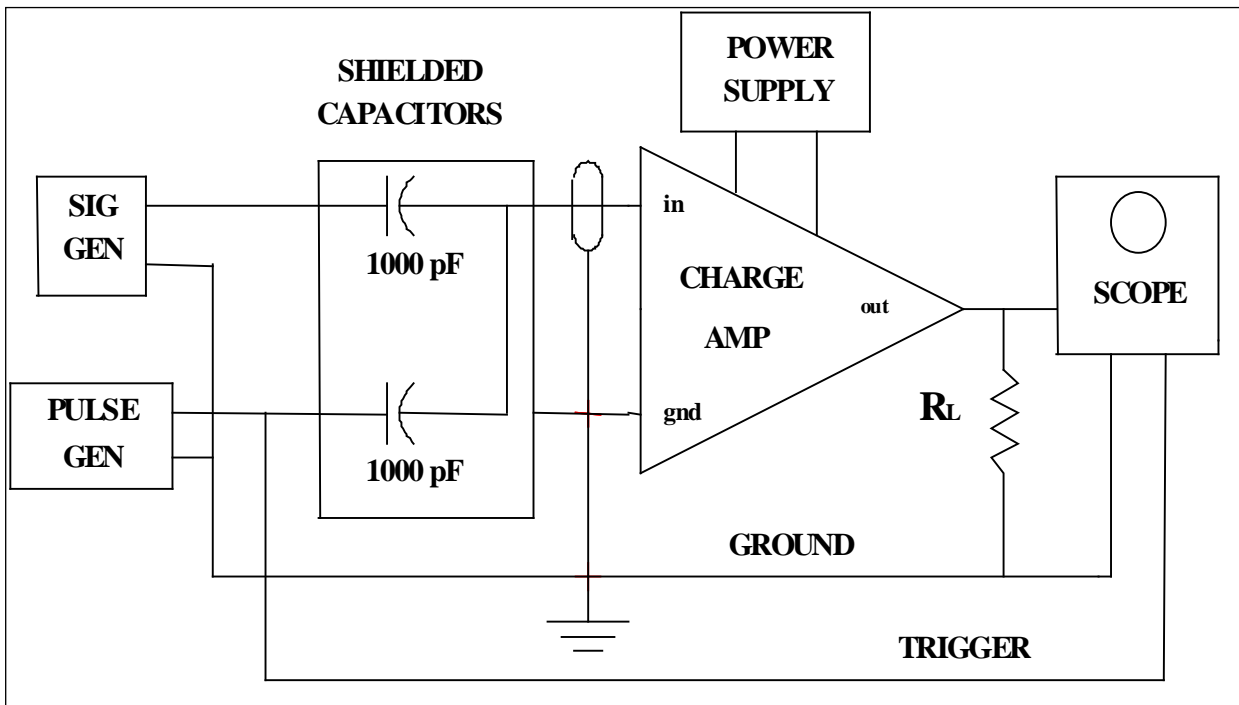 POWER
SUPPLY
SHIELDED
CAPACITORS
SIG
GEN
1000 pF
in
CHARGE
AMP
out
gnd
SCOPE
PULSE
GEN
1000 pF
RL
GROUND
TRIGGER